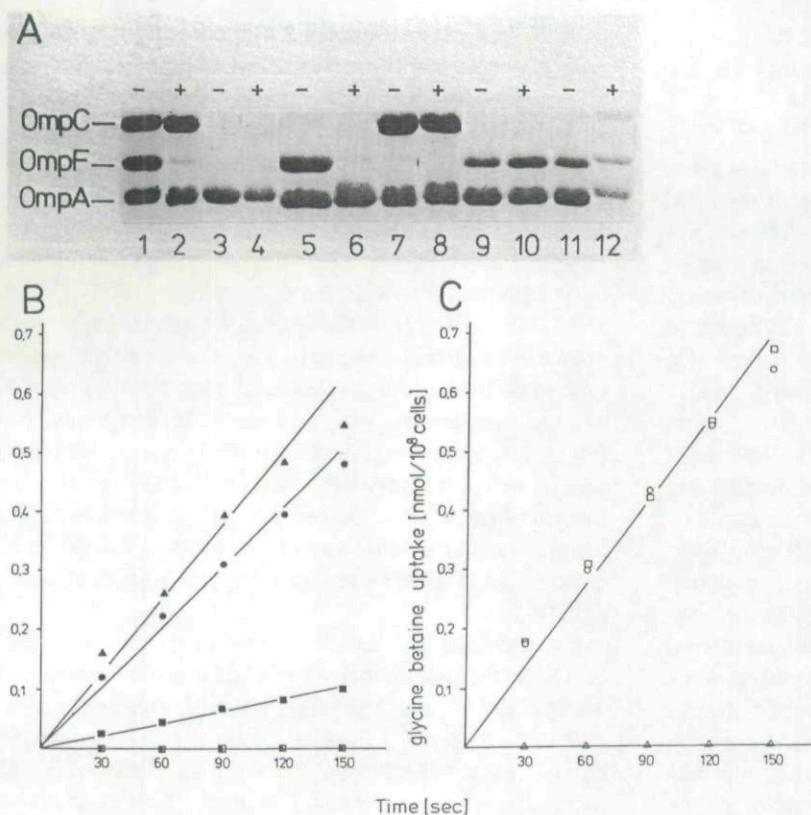 A
- + - + - + - + - + - +
OmpC
OmpF
OmpA
1 2 3 4 5 6 7 8 9 10 11 12
B
0,7
0,6
0,5
0,4
0,3
0,2
0,1
30 60 90 120 150
C
glycine betaine uptake [nmol/10⁸ cells]
0,7
0,6
0,5
0,4
0,3
0,2
0,1
30 60 90 120 150
Time [sec]